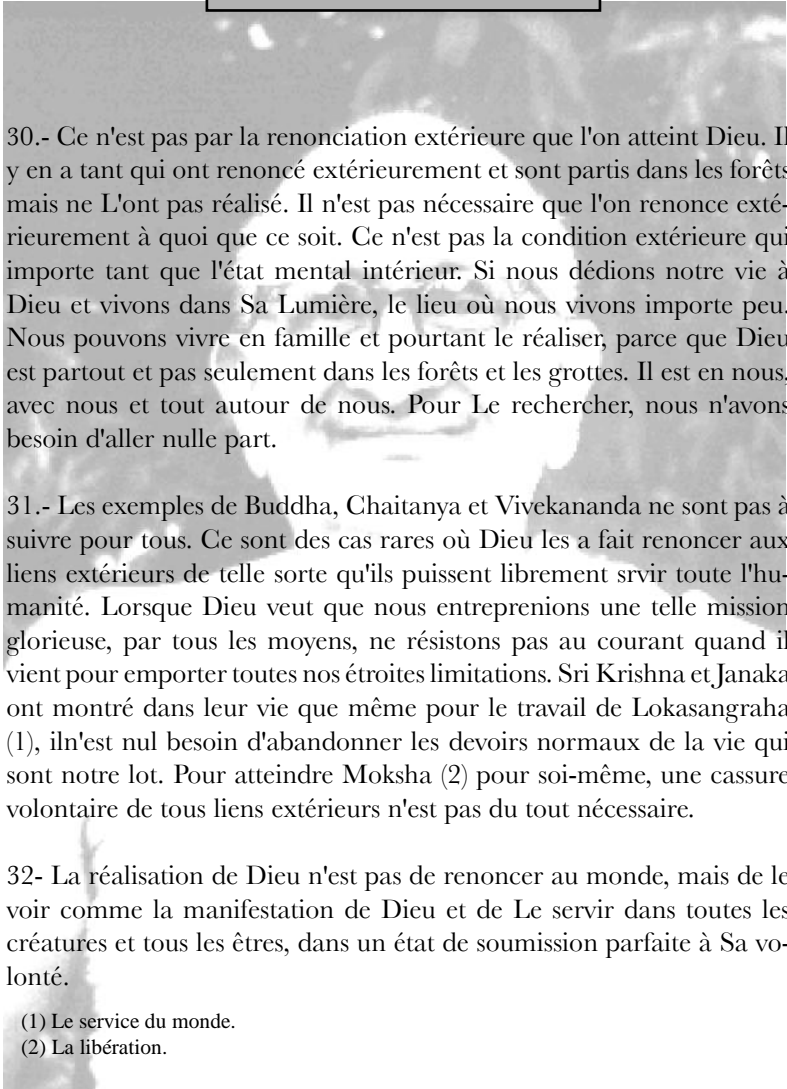 30.- Ce n'est pas par la renonciation extérieure que l'on atteint Dieu. Il
y en a tant qui ont renoncé extérieurement et sont partis dans les forêts
mais ne L'ont pas réalisé. Il n'est pas nécessaire que l'on renonce exté-
rieurement à quoi que ce soit. Ce n'est pas la condition extérieure qui
importe tant que l'état mental intérieur. Si nous dédions notre vie à
Dieu et vivons dans Sa Lumière, le lieu où nous vivons importe peu.
Nous pouvons vivre en famille et pourtant le réaliser, parce que Dieu
est partout et pas seulement dans les forêts et les grottes. Il est en nous,
avec nous et tout autour de nous. Pour Le rechercher, nous n'avons
besoin d'aller nulle part.
31.- Les exemples de Buddha, Chaitanya et Vivekananda ne sont pas à
suivre pour tous. Ce sont des cas rares où Dieu les a fait renoncer aux
liens extérieurs de telle sorte qu'ils puissent librement srvir toute l'hu-
manité. Lorsque Dieu veut que nous entreprenions une telle mission
glorieuse, par tous les moyens, ne résistons pas au courant quand il
vient pour emporter toutes nos étroites limitations. Sri Krishna et Janaka
ont montré dans leur vie que même pour le travail de Lokasangraha
(1), iln'est nul besoin d'abandonner les devoirs normaux de la vie qui
sont notre lot. Pour atteindre Moksha (2) pour soi-même, une cassure
volontaire de tous liens extérieurs n'est pas du tout nécessaire.
32- La réalisation de Dieu n'est pas de renoncer au monde, mais de le
voir comme la manifestation de Dieu et de Le servir dans toutes les
créatures et tous les êtres, dans un état de soumission parfaite à Sa vo-
lonté.
(1) Le service du monde.
(2) La libération.